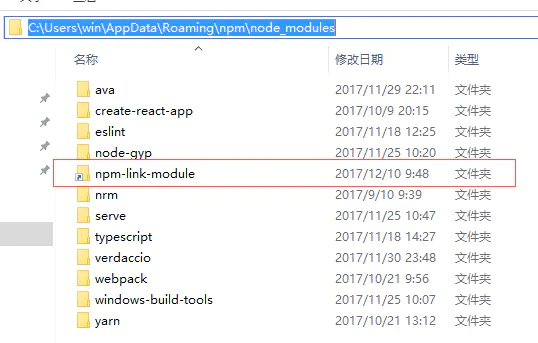 C:\Users\win\AppData\Roaming\npm\node_modules
名称 修改日期 类型
ava 2017/11/29 22:11 文件夹
create-react-app 2017/10/9 20:15 文件夹
eslint 2017/11/18 12:25 文件夹
node-gyp 2017/11/25 10:20 文件夹
npm-link-module 2017/12/10 9:48 文件夹
nrm 2017/9/10 9:39 文件夹
serve 2017/11/25 10:47 文件夹
typescript 2017/11/18 14:27 文件夹
verdaccio 2017/11/30 23:48 文件夹
webpack 2017/10/21 9:56 文件夹
windows-build-tools 2017/11/25 10:07 文件夹
yarn 2017/10/21 13:12 文件夹